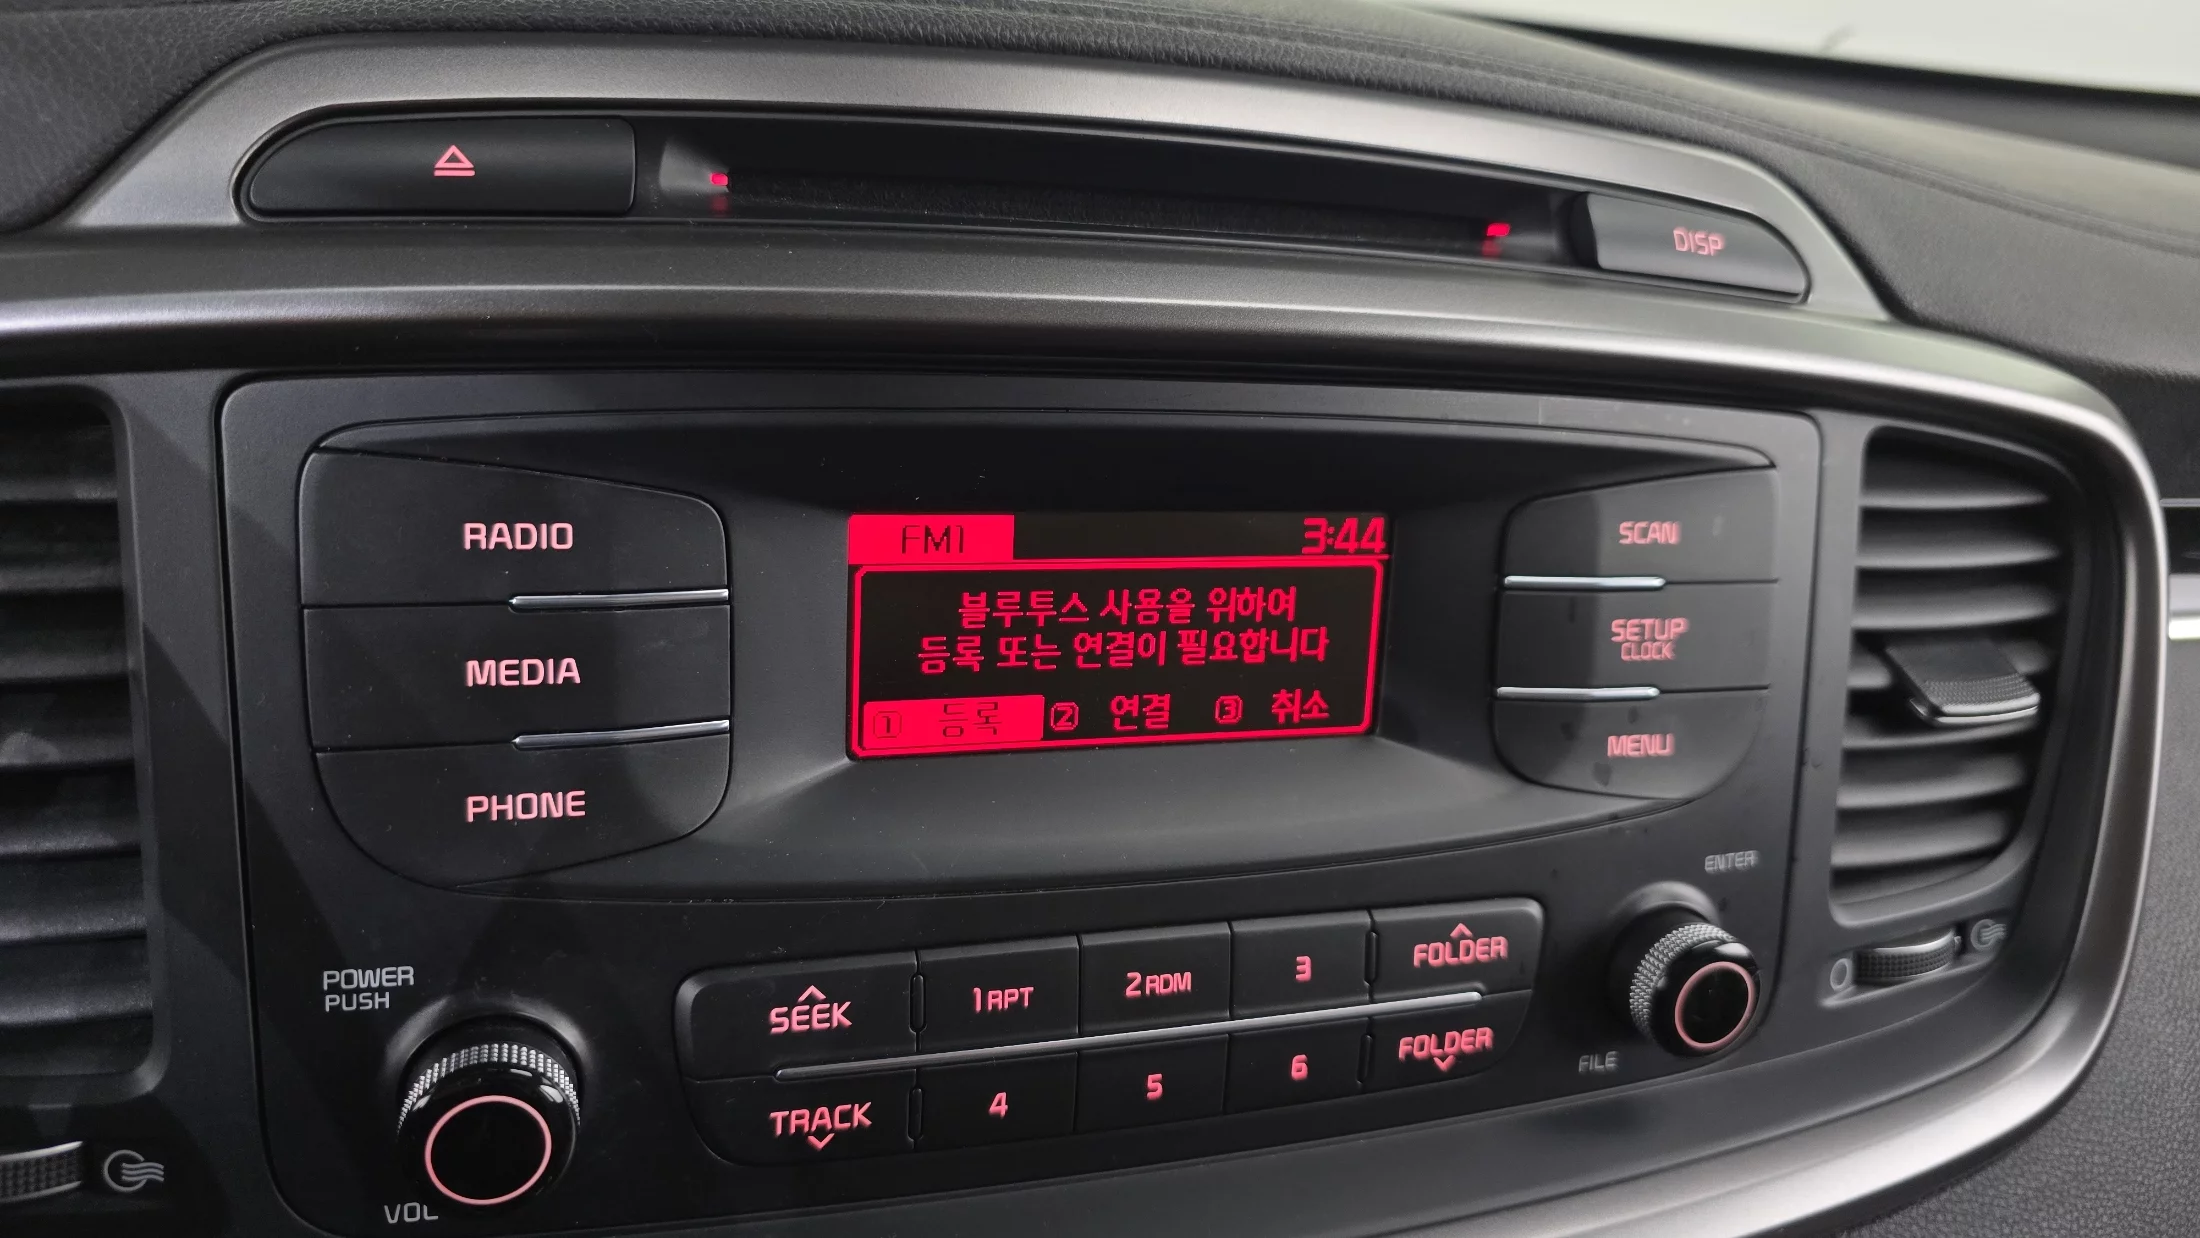 DISP
RADIO
MEDIA
PHONE
FM1 3:44
블루투스 사용을 위하여
등록 또는 연결이 필요합니다
1 등록 2 연결 3 취소
SCAN
SETUP
CLOCK
MENU
POWER
PUSH
VOL
SEEK
1 RPT
2 RDM
3
FOLDER
TRACK
4
5
6
FOLDER
ENTER
FILE